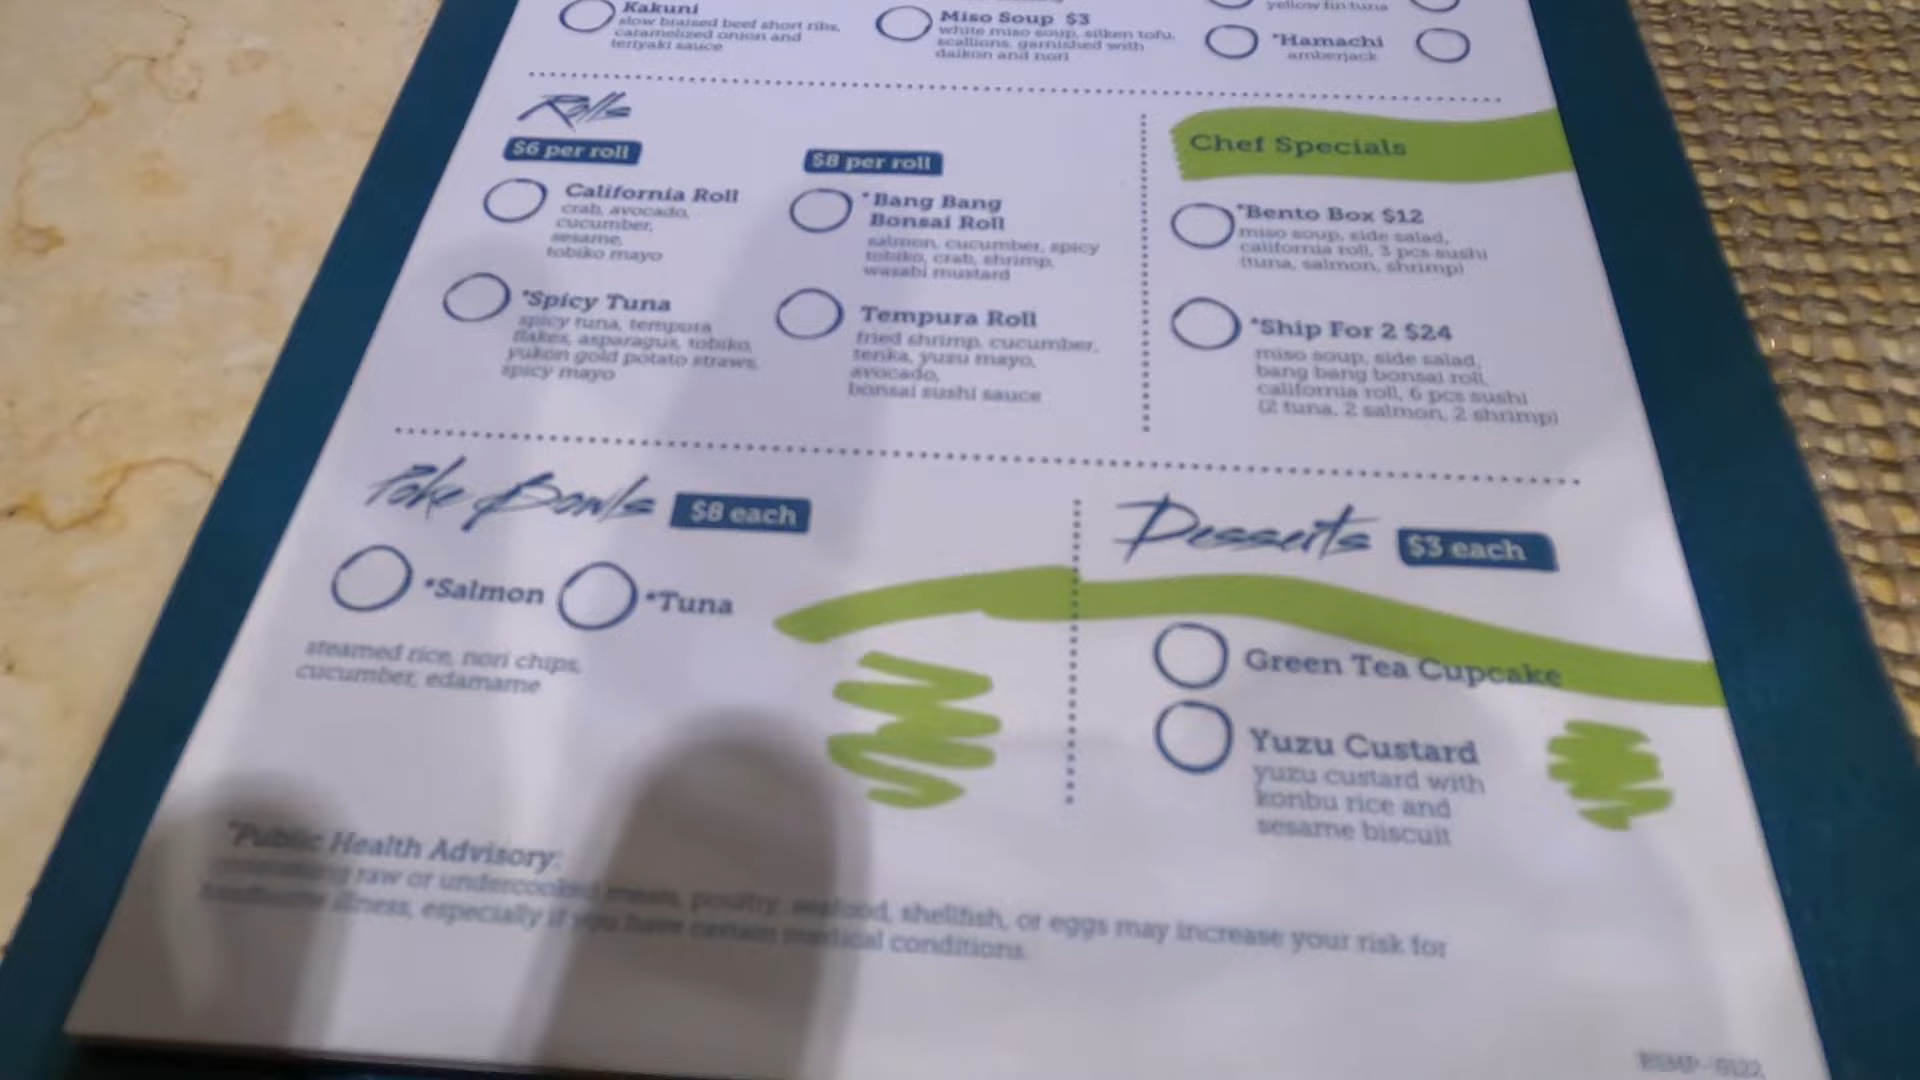 Kakuni
slow braised beef short ribs,
caramelized onion and
teriyaki sauce
Miso Soup $3
white miso soup, silken tofu,
scallions, garnished with
daikon and nori
yellow fin tuna
*Hamachi
amberjack
Rolls
$6 per roll
California Roll
crab, avocado,
cucumber,
sesame,
tobiko mayo
*Spicy Tuna
spicy tuna, tempura
flakes, asparagus, tobiko,
yukon gold potato straws,
spicy mayo
$8 per roll
*Bang Bang
Bonsai Roll
salmon, cucumber, spicy
tobiko, crab, shrimp,
wasabi mustard
Tempura Roll
fried shrimp, cucumber,
tenka, yuzu mayo,
avocado,
bonsai sushi sauce
Chef Specials
*Bento Box $12
miso soup, side salad,
california roll, 3 pcs sushi
(tuna, salmon, shrimp)
*Ship For 2 $24
miso soup, side salad,
bang bang bonsai roll,
california roll, 6 pcs sushi
(2 tuna, 2 salmon, 2 shrimp)
Poke Bowls $8 each
*Salmon *Tuna
steamed rice, nori chips,
cucumber, edamame
Desserts $3 each
Green Tea Cupcake
Yuzu Custard
yuzu custard with
konbu rice and
sesame biscuit
*Public Health Advisory:
consuming raw or undercooked meats, poultry, seafood, shellfish, or eggs may increase your risk for
foodborne illness, especially if you have certain medical conditions.